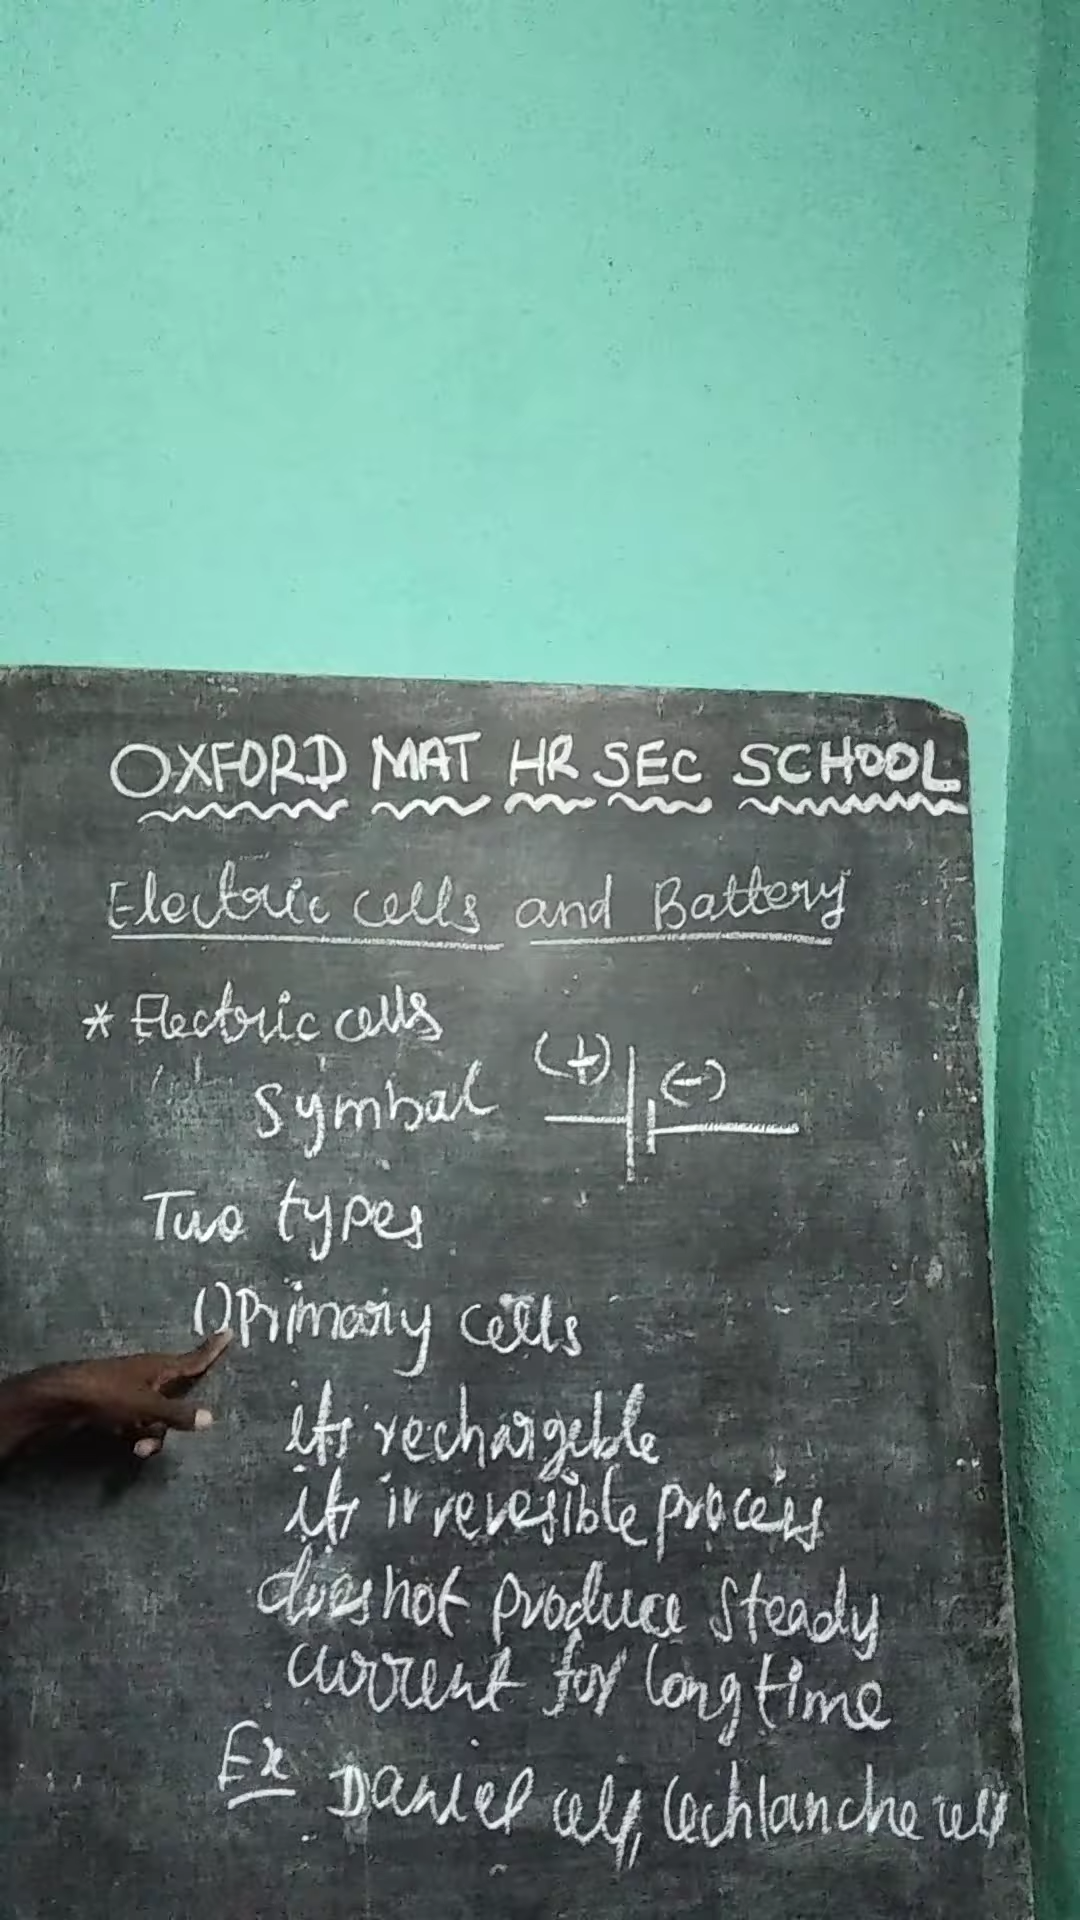 OXFORD MAT HR SEC SCHOOL
Electric cells and Battery
* Electric cells
Symbal (+) (-)
Two types
1) Primary cells
its rechargeble
its irrevesible process
does not produce steady
current for long time
Ex Daniel cell, lechlanche cell